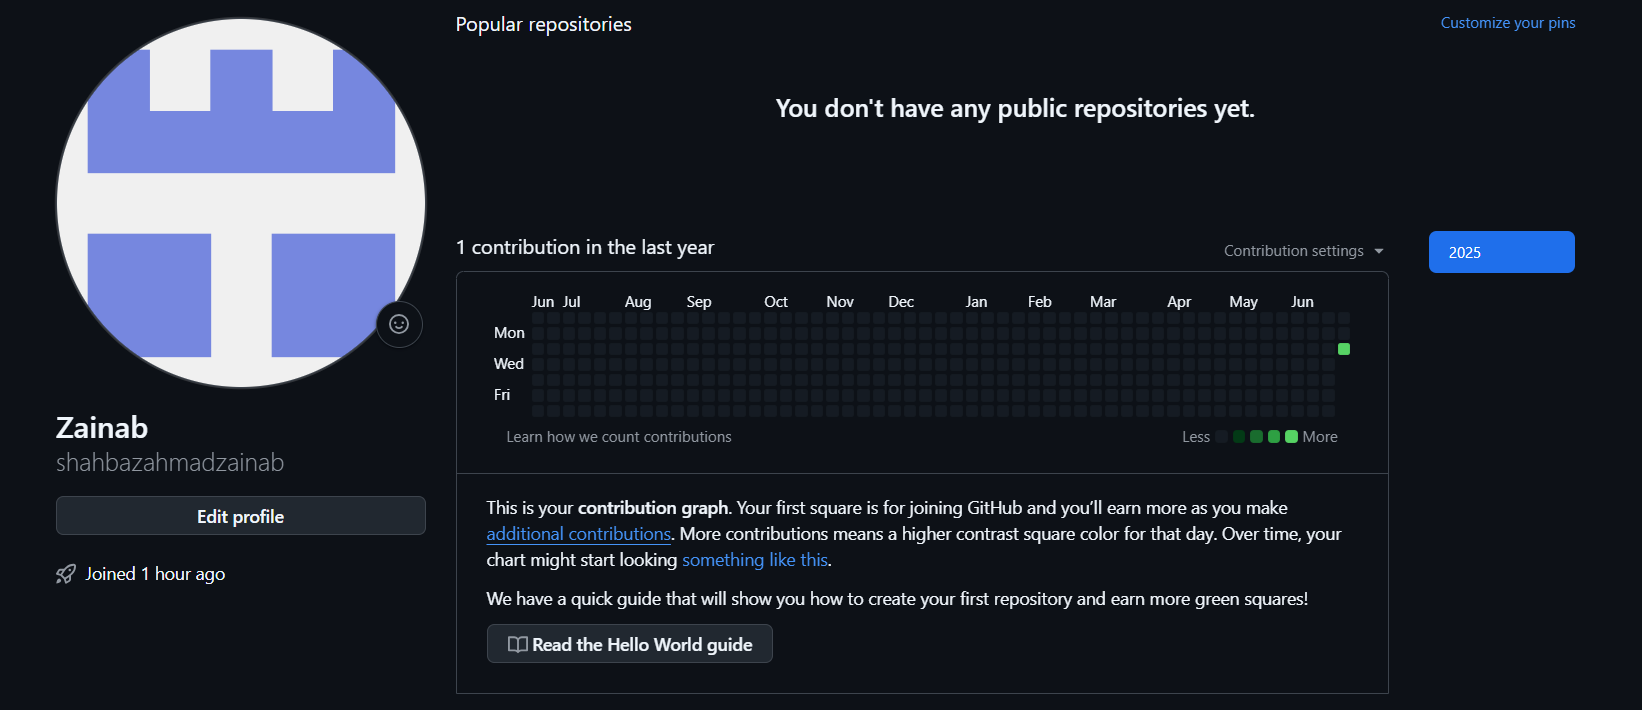 Popular repositories
Customize your pins
You don't have any public repositories yet.
1 contribution in the last year
Contribution settings
2025
Jun Jul Aug Sep Oct Nov Dec Jan Feb Mar Apr May Jun
Mon
Wed
Fri
Learn how we count contributions
Less More
Zainab
shahbazahmadzainab
Edit profile
Joined 1 hour ago
This is your contribution graph. Your first square is for joining GitHub and you’ll earn more as you make
additional contributions. More contributions means a higher contrast square color for that day. Over time, your
chart might start looking something like this.
We have a quick guide that will show you how to create your first repository and earn more green squares!
Read the Hello World guide